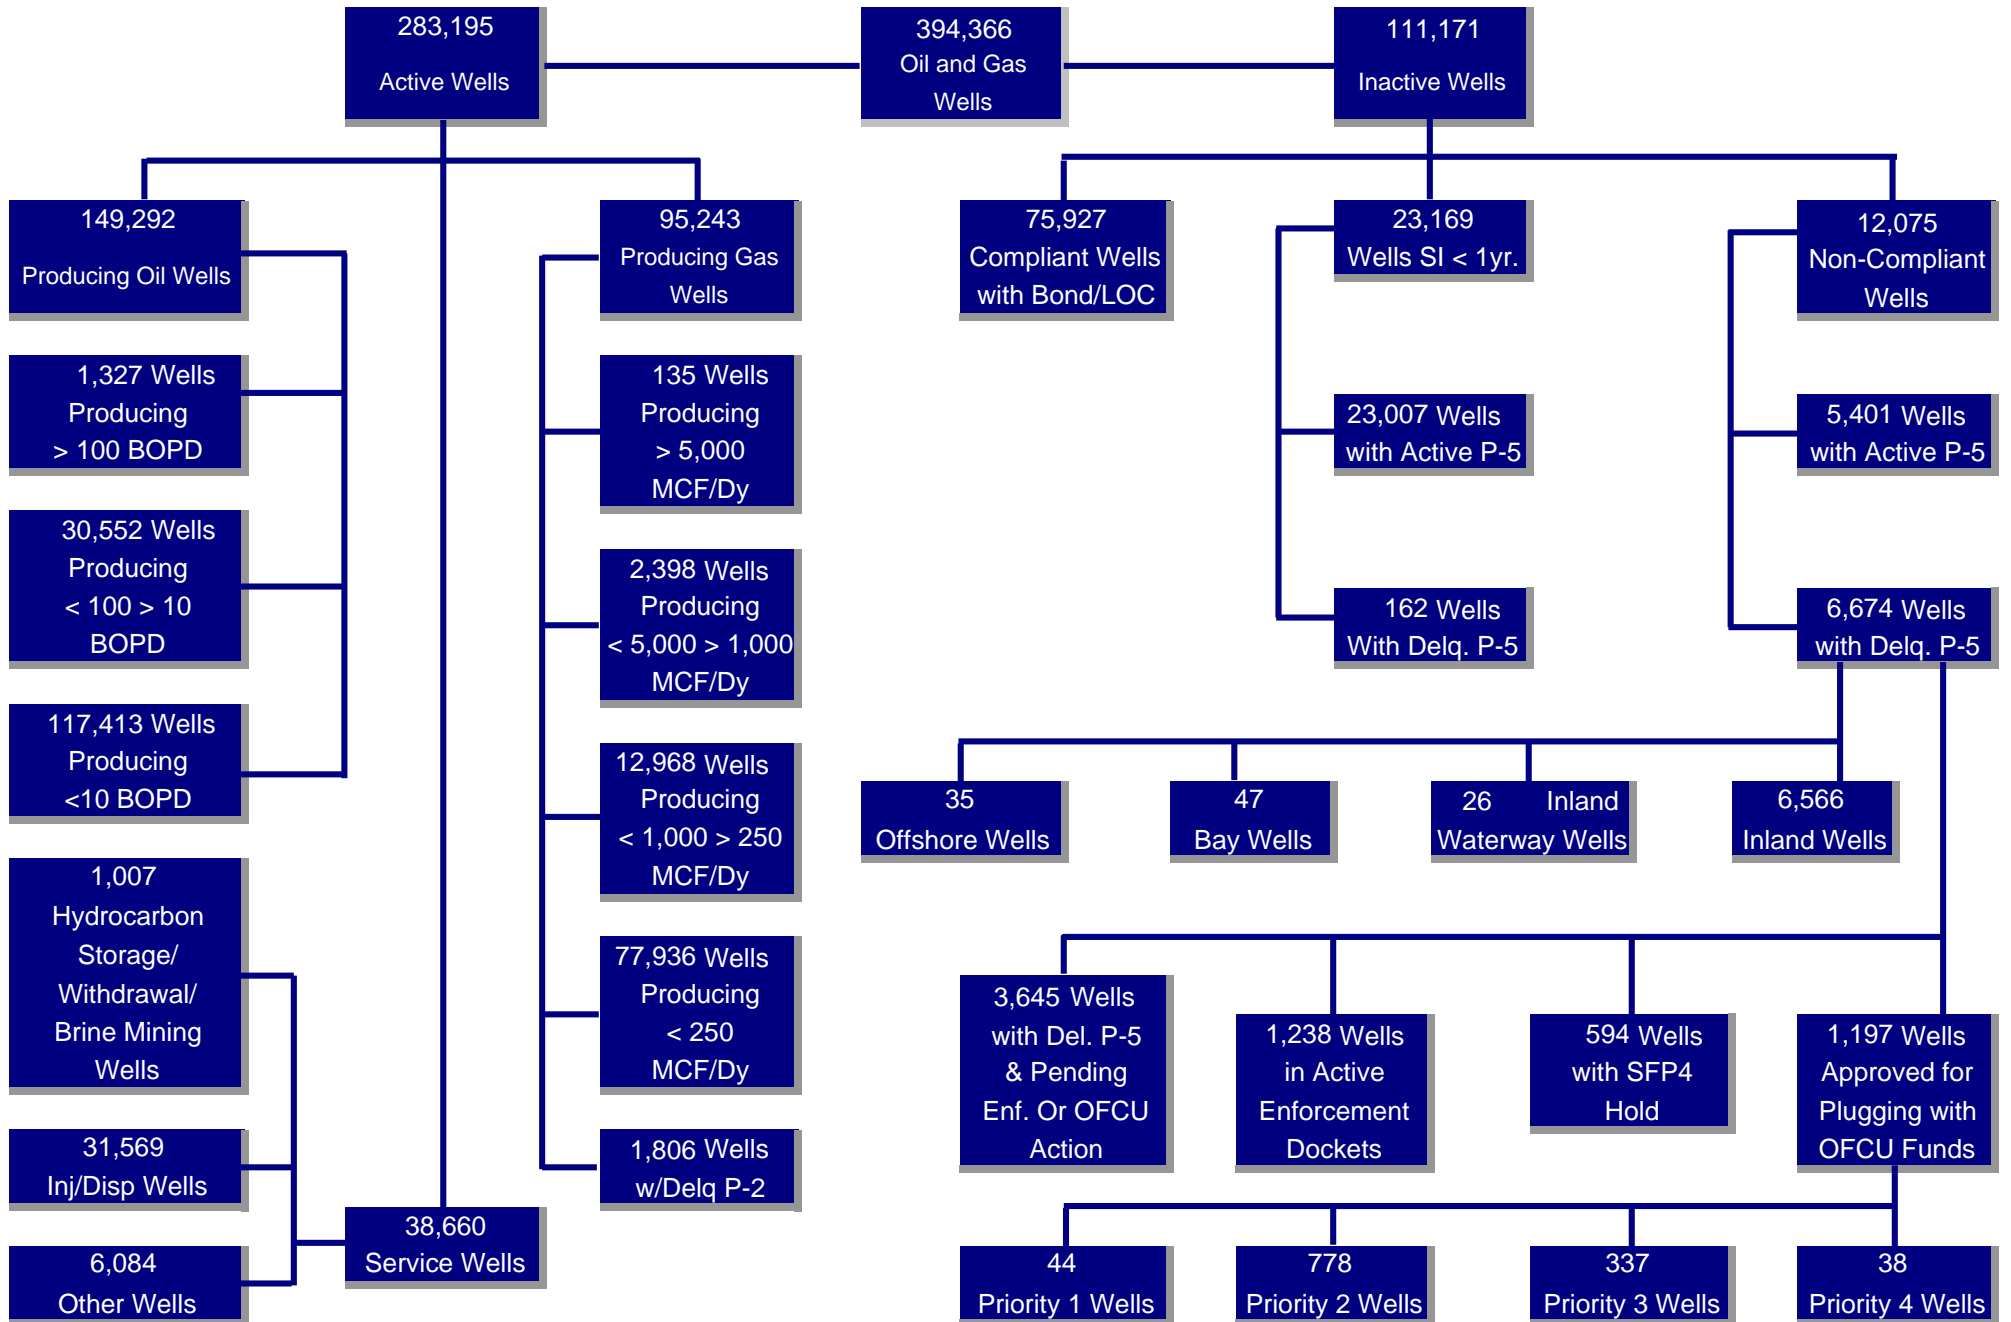 283,195
Active Wells
394,366
Oil and Gas
Wells
111,171
Inactive Wells
149,292
Producing Oil Wells
95,243
Producing Gas
Wells
75,927
Compliant Wells
with Bond/LOC
23,169
Wells SI < 1yr.
12,075
Non-Compliant
Wells
1,327 Wells
Producing
> 100 BOPD
135 Wells
Producing
> 5,000
MCF/Dy
23,007 Wells
with Active P-5
5,401 Wells
with Active P-5
30,552 Wells
Producing
< 100 > 10
BOPD
2,398 Wells
Producing
< 5,000 > 1,000
MCF/Dy
162 Wells
With Delq. P-5
6,674 Wells
with Delq. P-5
117,413 Wells
Producing
<10 BOPD
12,968 Wells
Producing
< 1,000 > 250
MCF/Dy
35
Offshore Wells
47
Bay Wells
26 Inland
Waterway Wells
6,566
Inland Wells
1,007
Hydrocarbon
Storage/
Withdrawal/
Brine Mining
Wells
77,936 Wells
Producing
< 250
MCF/Dy
3,645 Wells
with Del. P-5
& Pending
Enf. Or OFCU
Action
1,238 Wells
in Active
Enforcement
Dockets
594 Wells
with SFP4
Hold
1,197 Wells
Approved for
Plugging with
OFCU Funds
31,569
Inj/Disp Wells
1,806 Wells
w/Delq P-2
38,660
Service Wells
6,084
Other Wells
44
Priority 1 Wells
778
Priority 2 Wells
337
Priority 3 Wells
38
Priority 4 Wells